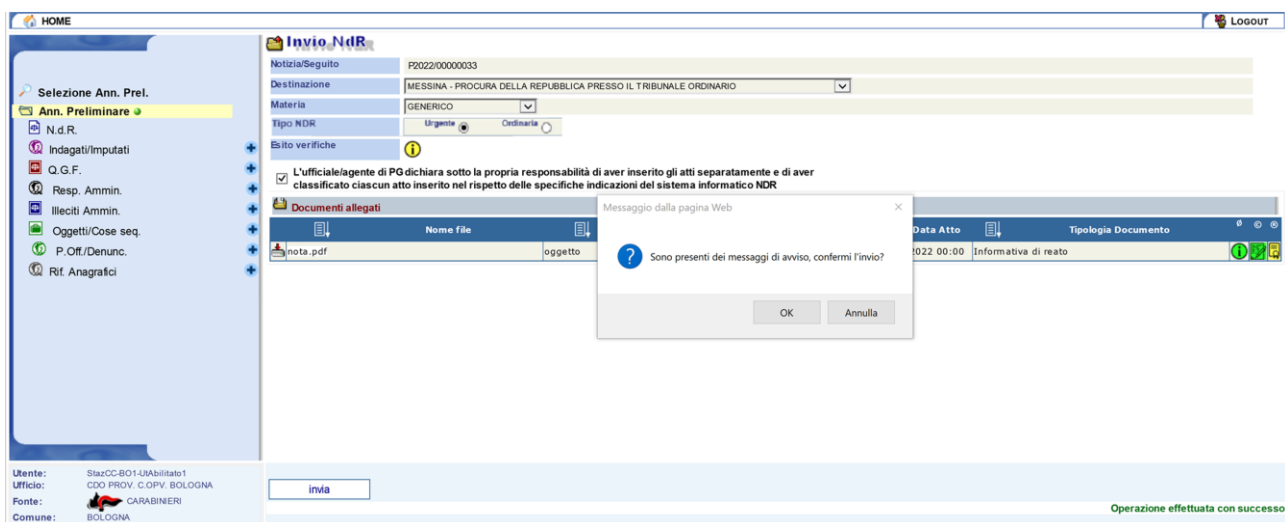 HOME
LOGOUT
Invio NdR
Notizia/Seguito P2022/00000033
Destinazione MESSINA - PROCURA DELLA REPUBBLICA PRESSO IL TRIBUNALE ORDINARIO
Materia GENERICO
Tipo NDR Urgente Ordinaria
Esito verifiche
L'ufficiale/agente di PG dichiara sotto la propria responsabilità di aver inserito gli atti separatamente e di aver
classificato ciascun atto inserito nel rispetto delle specifiche indicazioni del sistema informatico NDR
Documenti allegati
Nome file Data Atto Tipologia Documento
nota.pdf oggetto 2022 00:00 Informativa di reato
Messaggio dalla pagina Web
Sono presenti dei messaggi di avviso, confermi l'invio?
OK Annulla
Selezione Ann. Prel.
Ann. Preliminare
N.d.R.
Indagati/Imputati
Q.G.F.
Resp. Ammin.
Illeciti Ammin.
Oggetti/Cose seq.
P.Off./Denunc.
Rif. Anagrafici
Utente: StazCC-BO1-UtAbilitato1
Ufficio: CDO PROV. C.OPV. BOLOGNA
Fonte: CARABINIERI
Comune: BOLOGNA
invia
Operazione effettuata con successo